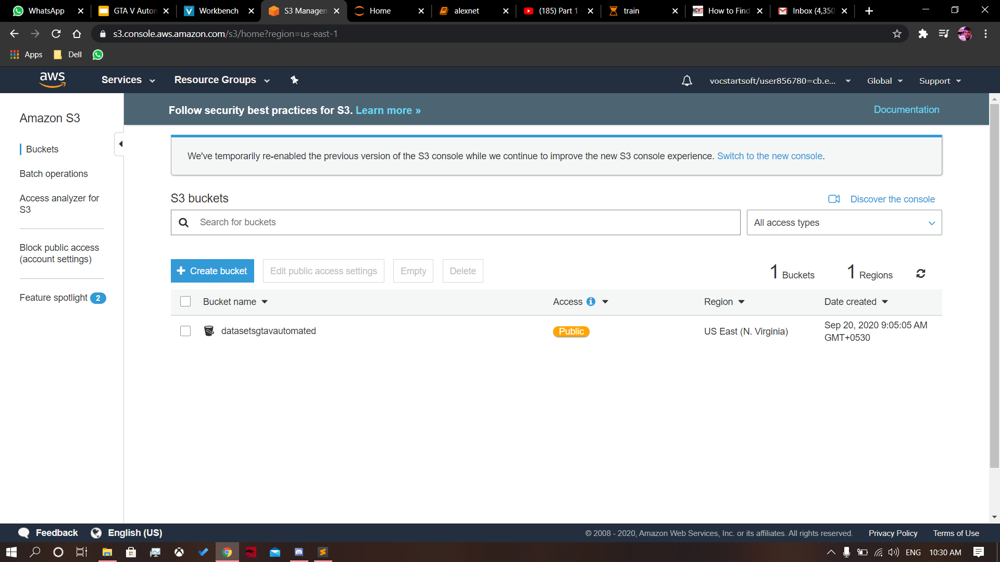 WhatsApp
GTA V Auton
Workbench
S3 Managem
Home
alexnet
(185) Part 1
train
HCWT
How to Find
Inbox (4,350
s3.console.aws.amazon.com/s3/home?region=us-east-1
Apps
Dell
aws
Services
Resource Groups
vocstartsoft/user856780=cb.e...
Global
Support
Amazon S3
Buckets
Batch operations
Access analyzer for
S3
Block public access
(account settings)
Feature spotlight 2
Follow security best practices for S3. Learn more »
Documentation
We've temporarily re-enabled the previous version of the S3 console while we continue to improve the new S3 console experience. Switch to the new console.
S3 buckets
Discover the console
Search for buckets
All access types
+ Create bucket
Edit public access settings
Empty
Delete
1 Buckets
1 Regions
Bucket name
Access
Region
Date created
datasetsgtavautomated
Public
US East (N. Virginia)
Sep 20, 2020 9:05:05 AM
GMT+0530
Feedback
English (US)
© 2008 - 2020, Amazon Web Services, Inc. or its affiliates. All rights reserved.
Privacy Policy
Terms of Use
ENG
10:30 AM